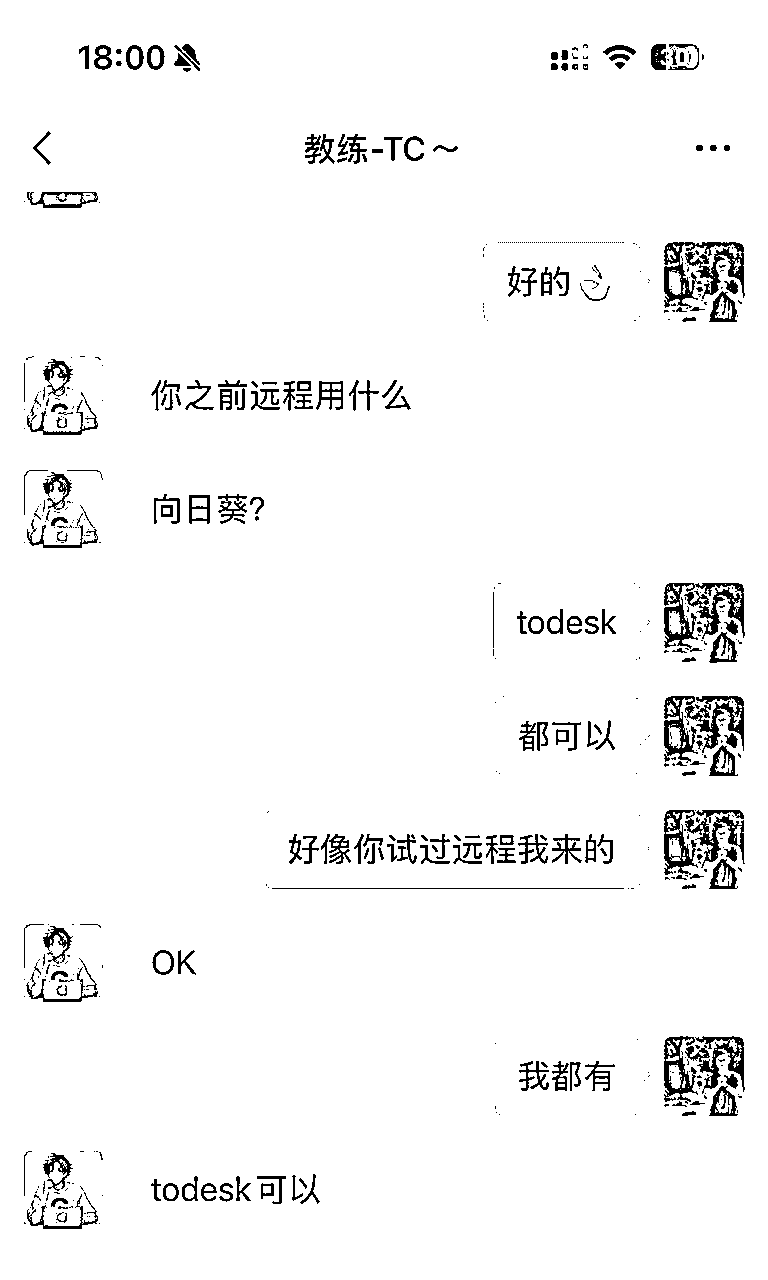 18:00
30
教练-TC～
好的
你之前远程用什么
向日葵?
todesk
都可以
好像你试过远程我来的
OK
我都有
todesk可以